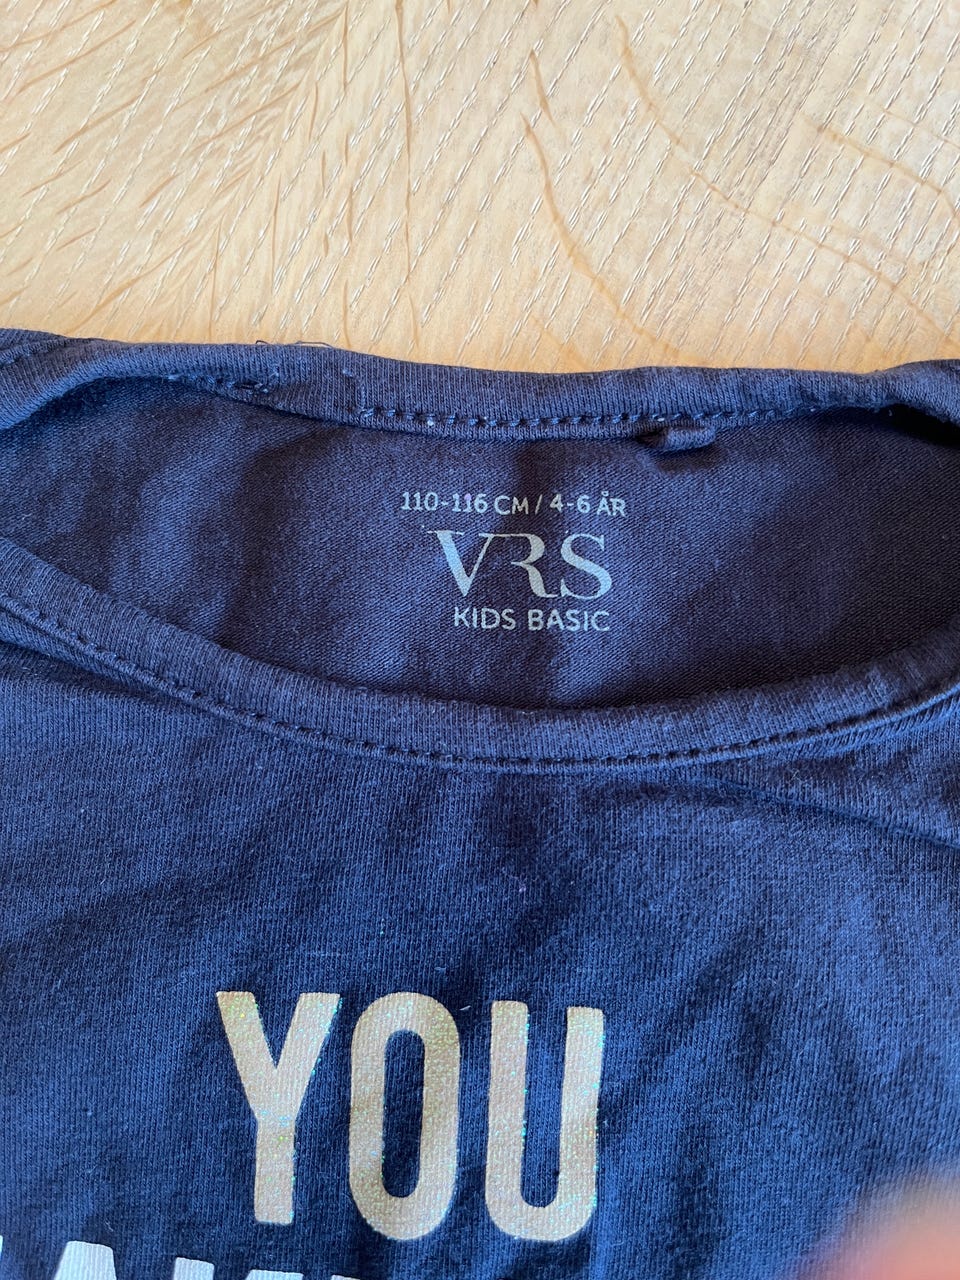 110-116 CM / 4-6 ÅR
VRS
KIDS BASIC
YOU